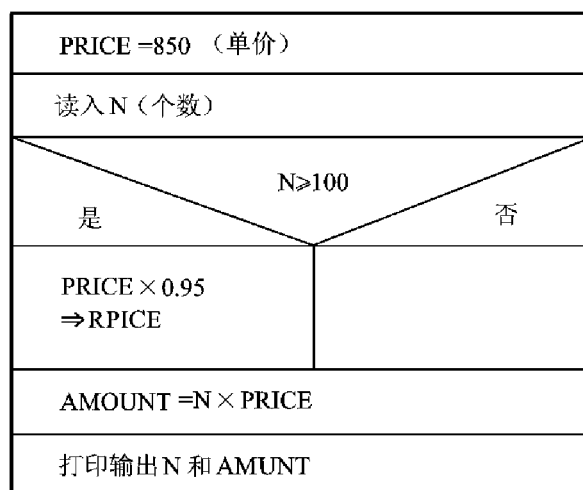 PRICE =850 （单价）
读入N（个数）
N≥100
是
否
PRICE×0.95
⇒RPICE
AMOUNT =N×PRICE
打印输出N 和AMUNT